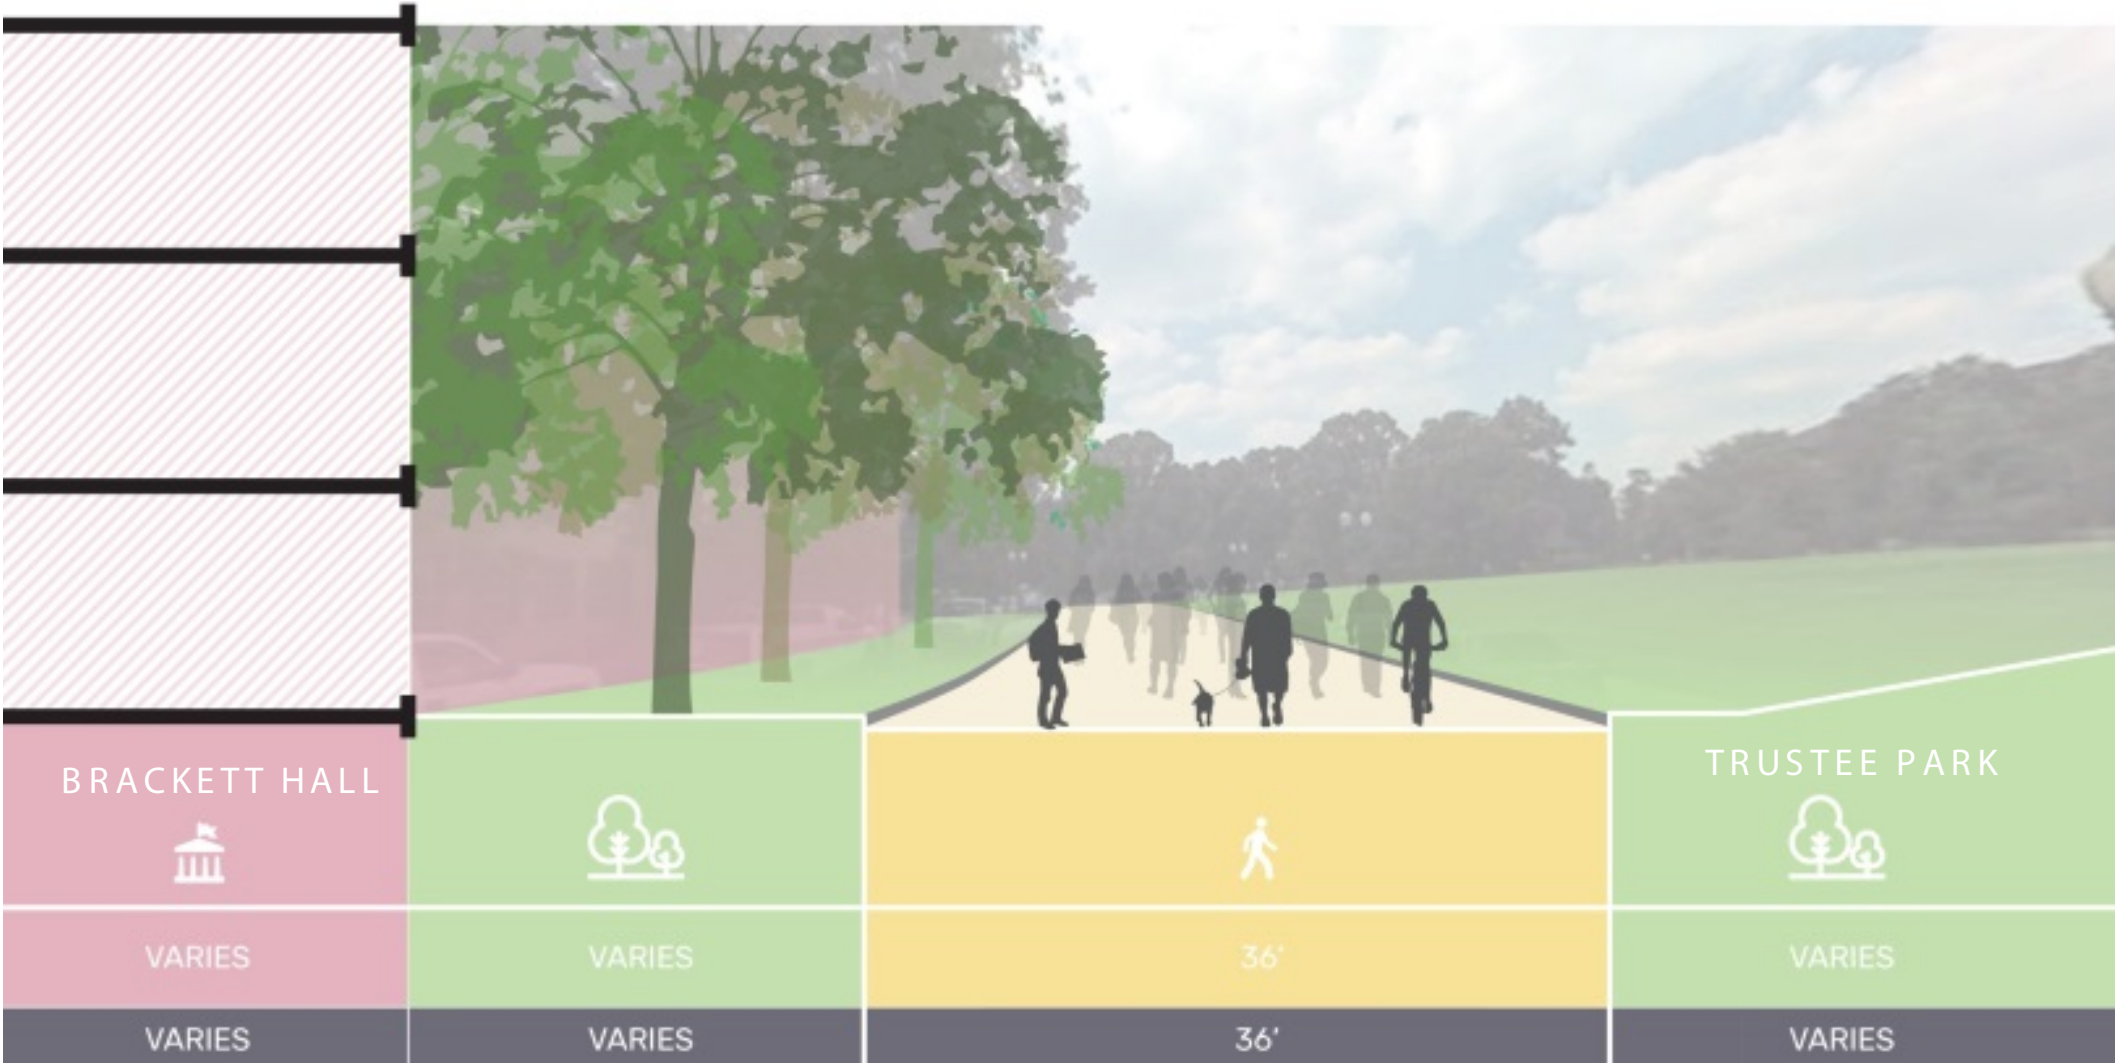 BRACKETT HALL
TRUSTEE PARK
VARIES VARIES 36' VARIES
VARIES VARIES 36' VARIES